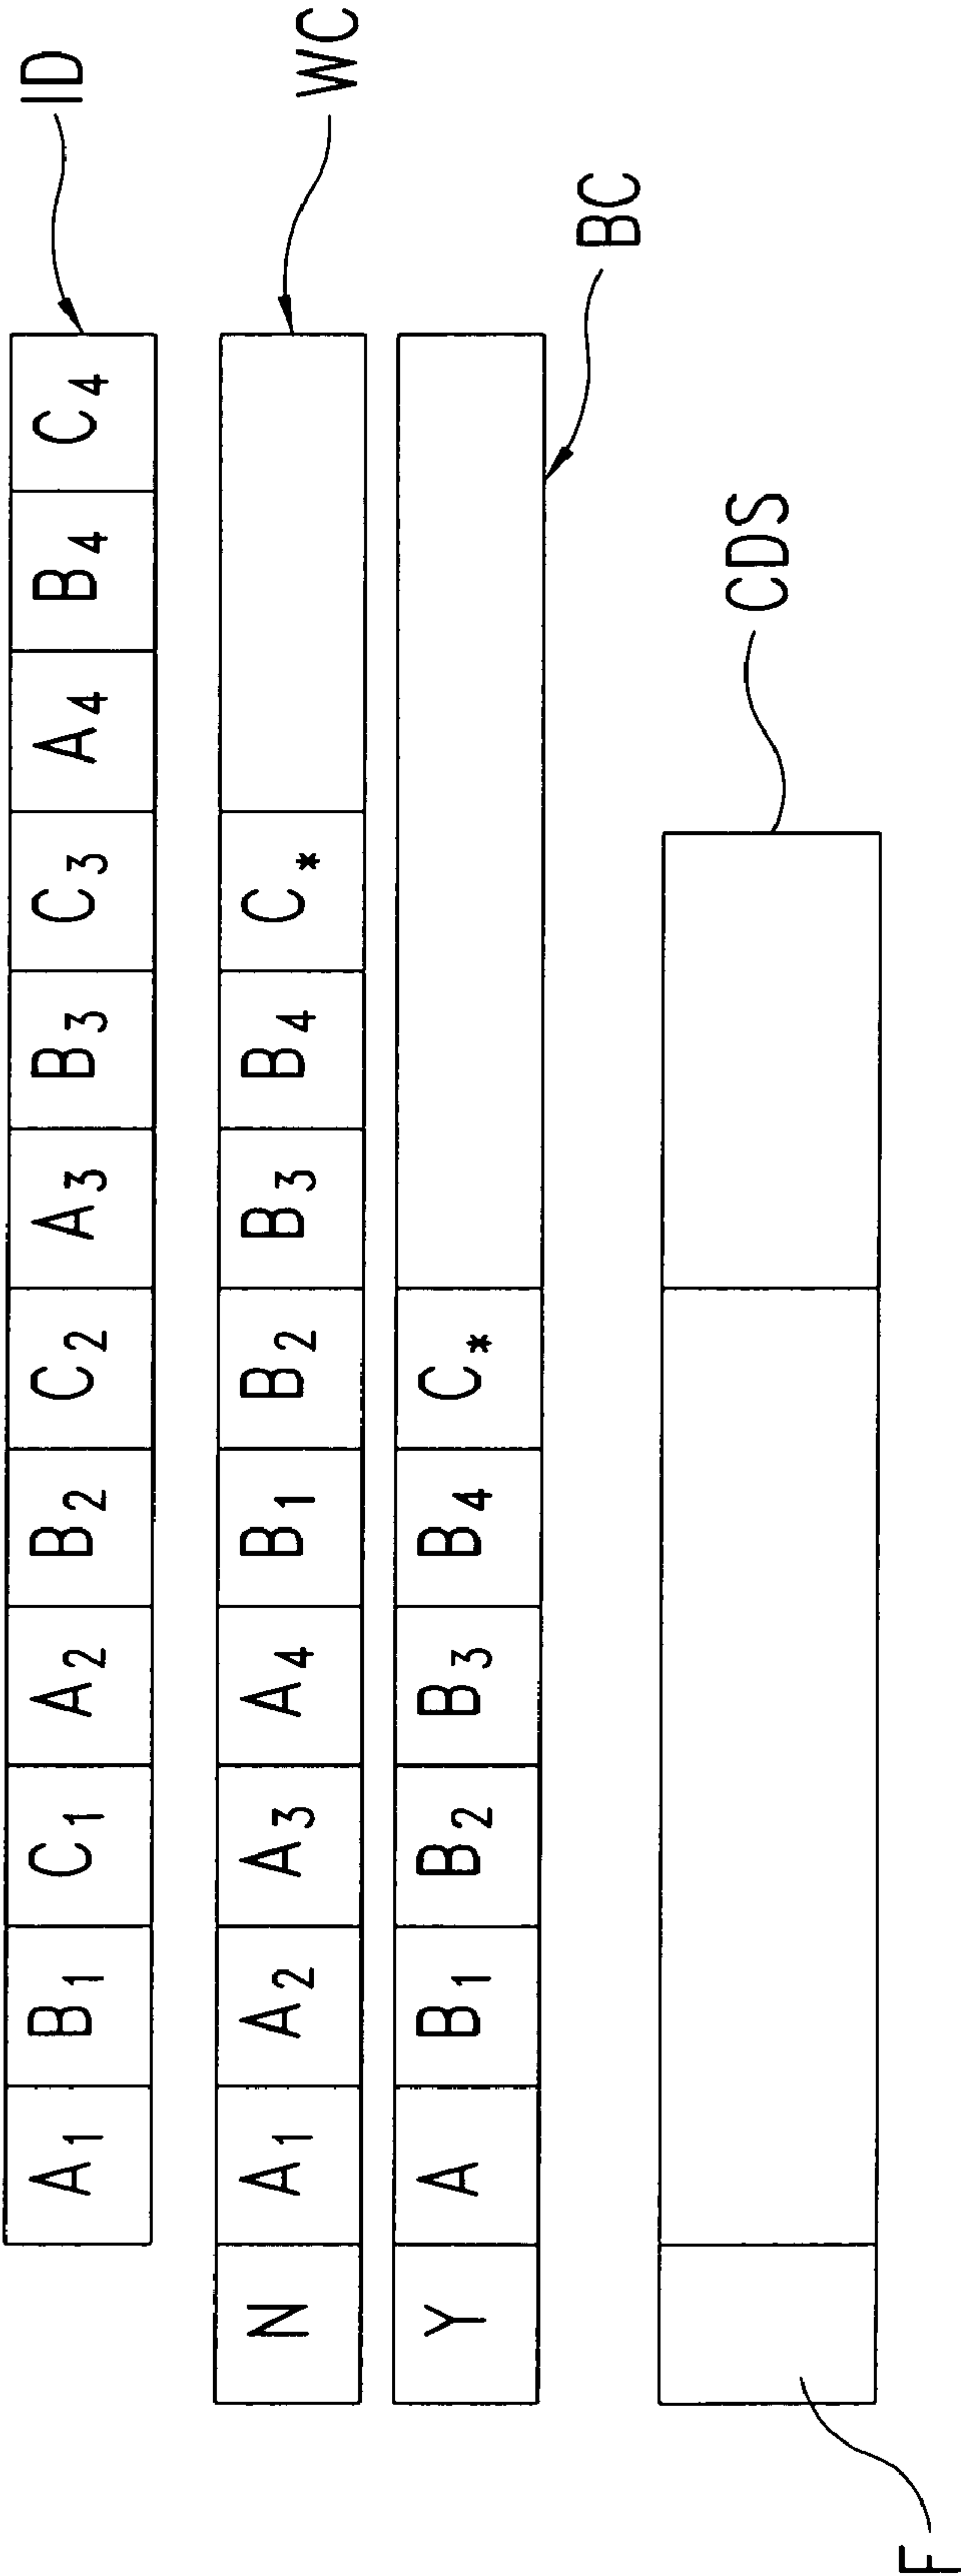 A1 B1 C1 A2 B2 C2 A3 B3 C3 A4 B4 C4 ID
N A1 A2 A3 A4 B1 B2 B3 B4 C* WC
Y A B1 B2 B3 B4 C* BC
CDS
F